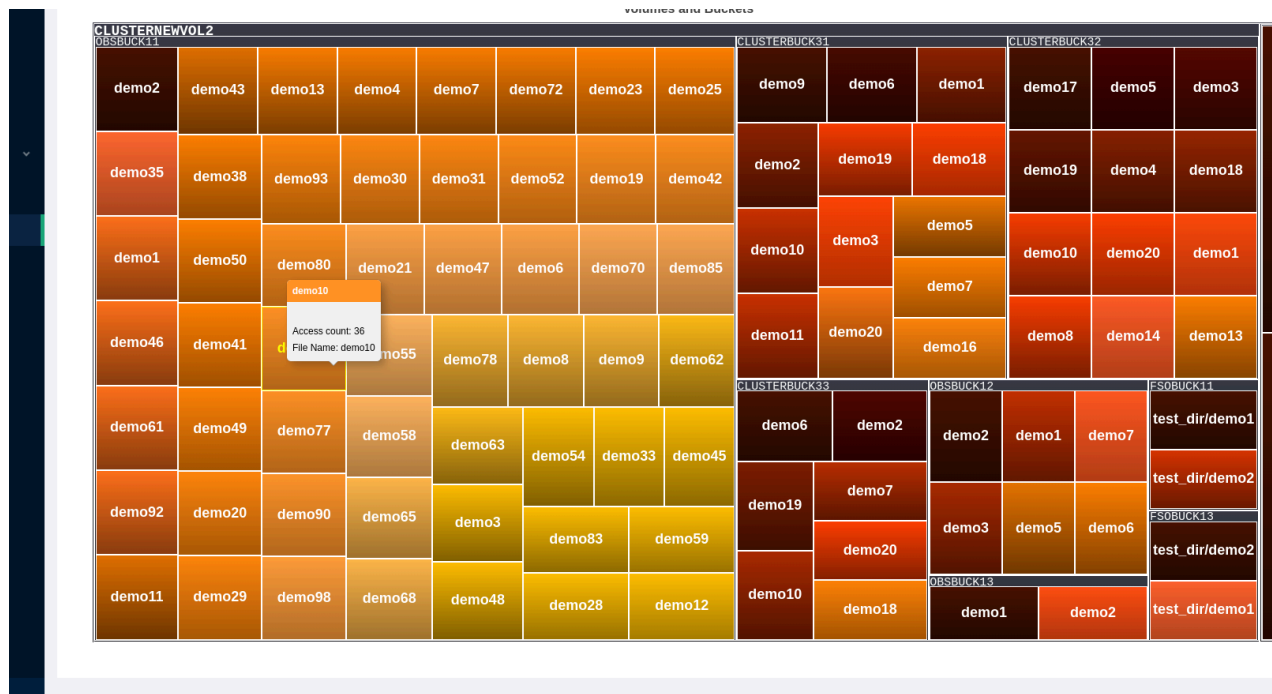 Volumes and Buckets
CLUSTERNEWVOL2
OBSBUCK11
demo2
demo43
demo13
demo4
demo7
demo72
demo23
demo25
demo35
demo38
demo93
demo30
demo31
demo52
demo19
demo42
demo1
demo50
demo80
demo21
demo47
demo6
demo70
demo85
demo10
Access count: 36
File Name: demo10
demo46
demo41
demo78
demo8
demo9
demo62
demo61
demo49
demo77
demo58
demo63
demo54
demo33
demo45
demo92
demo20
demo90
demo65
demo3
demo83
demo59
demo11
demo29
demo98
demo68
demo48
demo28
demo12
CLUSTERBUCK31
demo9
demo6
demo1
demo2
demo19
demo18
demo10
demo3
demo5
demo7
demo11
demo20
demo16
CLUSTERBUCK32
demo17
demo5
demo3
demo19
demo4
demo18
demo10
demo20
demo1
demo8
demo14
demo13
CLUSTERBUCK33
demo6
demo2
demo19
demo7
demo20
demo10
demo18
OBSBUCK12
demo2
demo1
demo7
demo3
demo5
demo6
OBSBUCK13
demo1
demo2
FSOBUCK11
test_dir/demo1
test_dir/demo2
FSOBUCK13
test_dir/demo2
test_dir/demo1